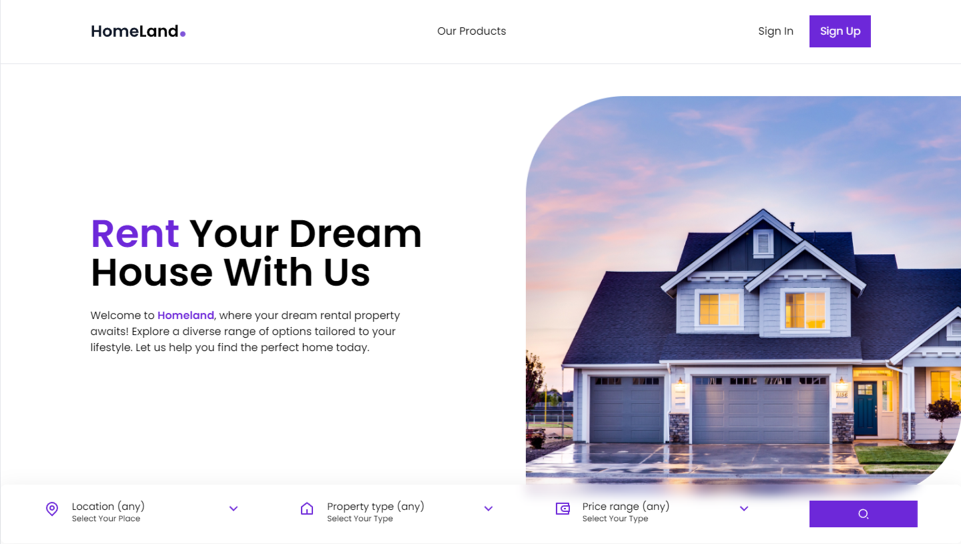 HomeLand.
Our Products
Sign In
Sign Up
Rent Your Dream
House With Us
Welcome to Homeland, where your dream rental property
awaits! Explore a diverse range of options tailored to your
lifestyle. Let us help you find the perfect home today.
Location (any)
Select Your Place
Property type (any)
Select Your Type
Price range (any)
Select Your Type